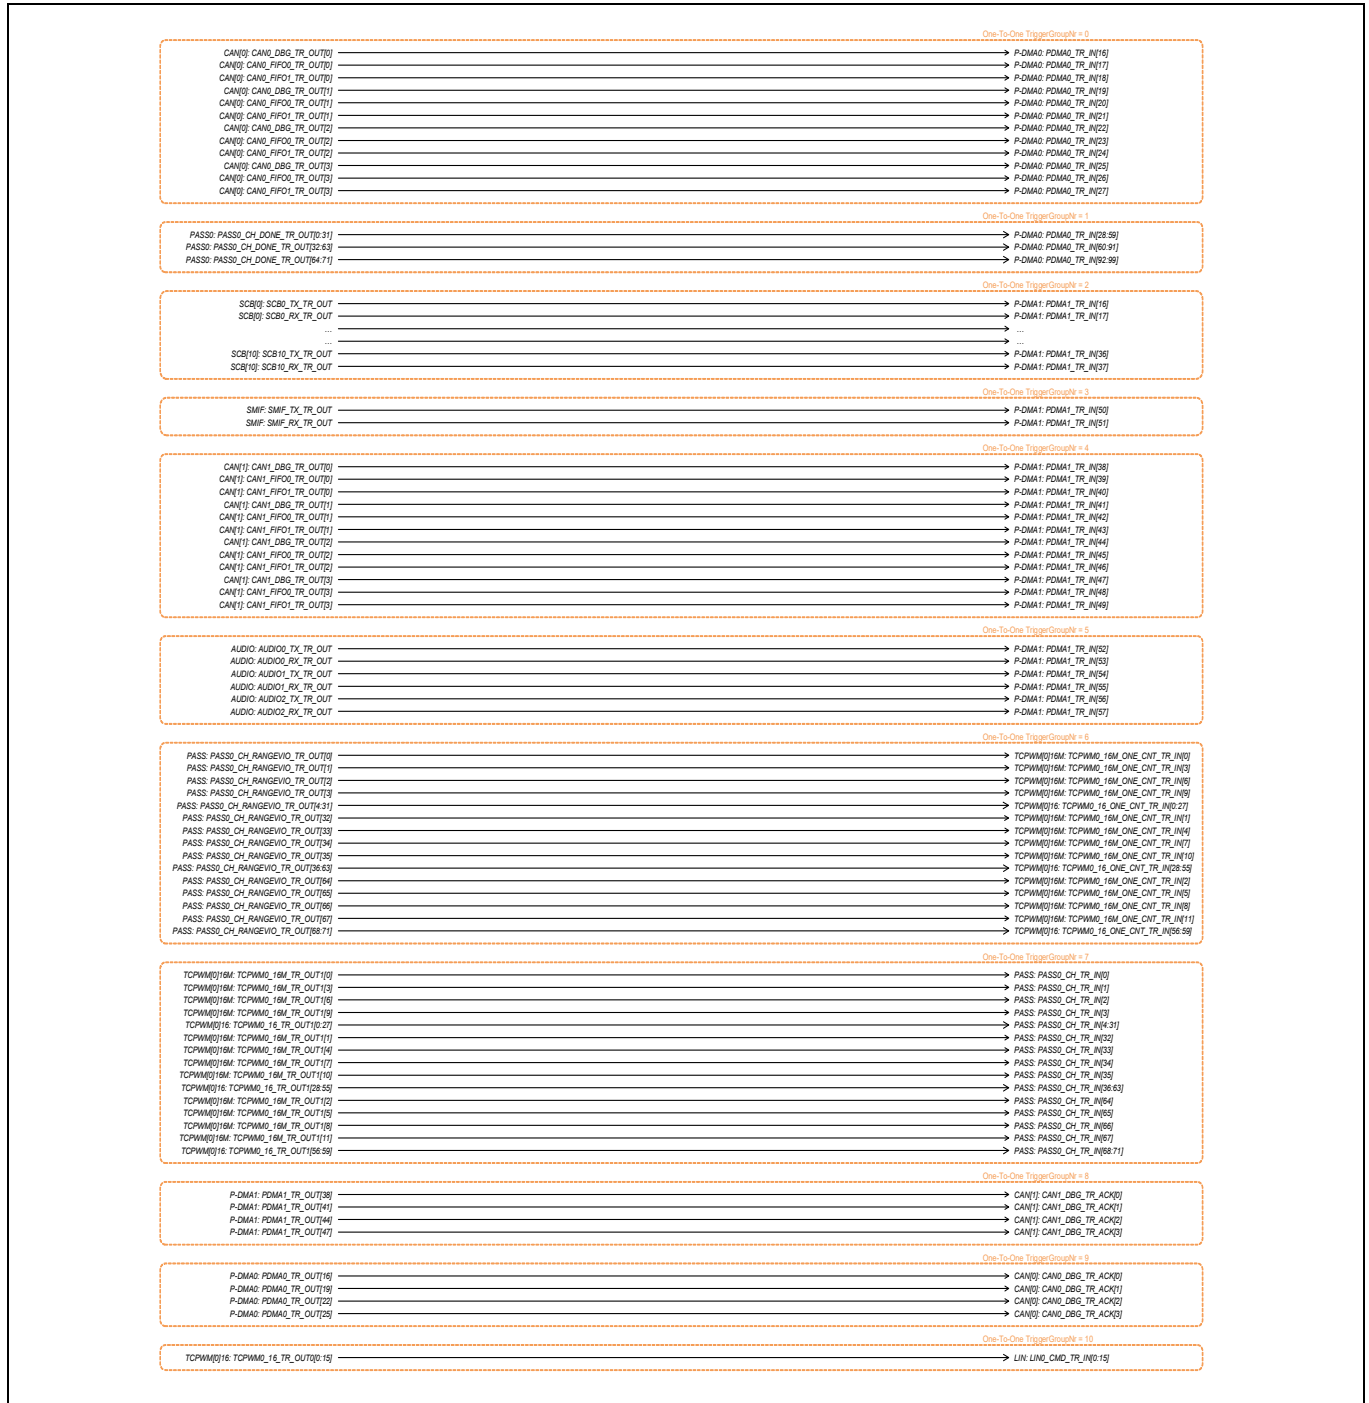 One-To-One TriggerGroupNr = 0
CAN[0]: CAN0_DBG_TR_OUT[0] P-DMA0: PDMA0_TR_IN[16]
CAN[0]: CAN0_FIFO0_TR_OUT[0] P-DMA0: PDMA0_TR_IN[17]
CAN[0]: CAN0_FIFO1_TR_OUT[0] P-DMA0: PDMA0_TR_IN[18]
CAN[0]: CAN0_DBG_TR_OUT[1] P-DMA0: PDMA0_TR_IN[19]
CAN[0]: CAN0_FIFO0_TR_OUT[1] P-DMA0: PDMA0_TR_IN[20]
CAN[0]: CAN0_FIFO1_TR_OUT[1] P-DMA0: PDMA0_TR_IN[21]
CAN[0]: CAN0_DBG_TR_OUT[2] P-DMA0: PDMA0_TR_IN[22]
CAN[0]: CAN0_FIFO0_TR_OUT[2] P-DMA0: PDMA0_TR_IN[23]
CAN[0]: CAN0_FIFO1_TR_OUT[2] P-DMA0: PDMA0_TR_IN[24]
CAN[0]: CAN0_DBG_TR_OUT[3] P-DMA0: PDMA0_TR_IN[25]
CAN[0]: CAN0_FIFO0_TR_OUT[3] P-DMA0: PDMA0_TR_IN[26]
CAN[0]: CAN0_FIFO1_TR_OUT[3] P-DMA0: PDMA0_TR_IN[27]
One-To-One TriggerGroupNr = 1
PASS0: PASS0_CH_DONE_TR_OUT[0:31] P-DMA0: PDMA0_TR_IN[28:59]
PASS0: PASS0_CH_DONE_TR_OUT[32:63] P-DMA0: PDMA0_TR_IN[60:91]
PASS0: PASS0_CH_DONE_TR_OUT[64:71] P-DMA0: PDMA0_TR_IN[92:99]
One-To-One TriggerGroupNr = 2
SCB[0]: SCB0_TX_TR_OUT P-DMA1: PDMA1_TR_IN[16]
SCB[0]: SCB0_RX_TR_OUT P-DMA1: PDMA1_TR_IN[17]
... ...
... ...
SCB[10]: SCB10_TX_TR_OUT P-DMA1: PDMA1_TR_IN[36]
SCB[10]: SCB10_RX_TR_OUT P-DMA1: PDMA1_TR_IN[37]
One-To-One TriggerGroupNr = 3
SMIF: SMIF_TX_TR_OUT P-DMA1: PDMA1_TR_IN[50]
SMIF: SMIF_RX_TR_OUT P-DMA1: PDMA1_TR_IN[51]
One-To-One TriggerGroupNr = 4
CAN[1]: CAN1_DBG_TR_OUT[0] P-DMA1: PDMA1_TR_IN[38]
CAN[1]: CAN1_FIFO0_TR_OUT[0] P-DMA1: PDMA1_TR_IN[39]
CAN[1]: CAN1_FIFO1_TR_OUT[0] P-DMA1: PDMA1_TR_IN[40]
CAN[1]: CAN1_DBG_TR_OUT[1] P-DMA1: PDMA1_TR_IN[41]
CAN[1]: CAN1_FIFO0_TR_OUT[1] P-DMA1: PDMA1_TR_IN[42]
CAN[1]: CAN1_FIFO1_TR_OUT[1] P-DMA1: PDMA1_TR_IN[43]
CAN[1]: CAN1_DBG_TR_OUT[2] P-DMA1: PDMA1_TR_IN[44]
CAN[1]: CAN1_FIFO0_TR_OUT[2] P-DMA1: PDMA1_TR_IN[45]
CAN[1]: CAN1_FIFO1_TR_OUT[2] P-DMA1: PDMA1_TR_IN[46]
CAN[1]: CAN1_DBG_TR_OUT[3] P-DMA1: PDMA1_TR_IN[47]
CAN[1]: CAN1_FIFO0_TR_OUT[3] P-DMA1: PDMA1_TR_IN[48]
CAN[1]: CAN1_FIFO1_TR_OUT[3] P-DMA1: PDMA1_TR_IN[49]
One-To-One TriggerGroupNr = 5
AUDIO: AUDIO0_TX_TR_OUT P-DMA1: PDMA1_TR_IN[52]
AUDIO: AUDIO0_RX_TR_OUT P-DMA1: PDMA1_TR_IN[53]
AUDIO: AUDIO1_TX_TR_OUT P-DMA1: PDMA1_TR_IN[54]
AUDIO: AUDIO1_RX_TR_OUT P-DMA1: PDMA1_TR_IN[55]
AUDIO: AUDIO2_TX_TR_OUT P-DMA1: PDMA1_TR_IN[56]
AUDIO: AUDIO2_RX_TR_OUT P-DMA1: PDMA1_TR_IN[57]
One-To-One TriggerGroupNr = 6
PASS: PASS0_CH_RANGEVIO_TR_OUT[0] TCPWM[0]16M: TCPWM0_16M_ONE_CNT_TR_IN[0]
PASS: PASS0_CH_RANGEVIO_TR_OUT[1] TCPWM[0]16M: TCPWM0_16M_ONE_CNT_TR_IN[3]
PASS: PASS0_CH_RANGEVIO_TR_OUT[2] TCPWM[0]16M: TCPWM0_16M_ONE_CNT_TR_IN[6]
PASS: PASS0_CH_RANGEVIO_TR_OUT[3] TCPWM[0]16M: TCPWM0_16M_ONE_CNT_TR_IN[9]
PASS: PASS0_CH_RANGEVIO_TR_OUT[4:31] TCPWM[0]16: TCPWM0_16_ONE_CNT_TR_IN[0:27]
PASS: PASS0_CH_RANGEVIO_TR_OUT[32] TCPWM[0]16M: TCPWM0_16M_ONE_CNT_TR_IN[1]
PASS: PASS0_CH_RANGEVIO_TR_OUT[33] TCPWM[0]16M: TCPWM0_16M_ONE_CNT_TR_IN[4]
PASS: PASS0_CH_RANGEVIO_TR_OUT[34] TCPWM[0]16M: TCPWM0_16M_ONE_CNT_TR_IN[7]
PASS: PASS0_CH_RANGEVIO_TR_OUT[35] TCPWM[0]16M: TCPWM0_16M_ONE_CNT_TR_IN[10]
PASS: PASS0_CH_RANGEVIO_TR_OUT[36:63] TCPWM[0]16: TCPWM0_16_ONE_CNT_TR_IN[28:55]
PASS: PASS0_CH_RANGEVIO_TR_OUT[64] TCPWM[0]16M: TCPWM0_16M_ONE_CNT_TR_IN[2]
PASS: PASS0_CH_RANGEVIO_TR_OUT[65] TCPWM[0]16M: TCPWM0_16M_ONE_CNT_TR_IN[5]
PASS: PASS0_CH_RANGEVIO_TR_OUT[66] TCPWM[0]16M: TCPWM0_16M_ONE_CNT_TR_IN[8]
PASS: PASS0_CH_RANGEVIO_TR_OUT[67] TCPWM[0]16M: TCPWM0_16M_ONE_CNT_TR_IN[11]
PASS: PASS0_CH_RANGEVIO_TR_OUT[68:71] TCPWM[0]16: TCPWM0_16_ONE_CNT_TR_IN[56:59]
One-To-One TriggerGroupNr = 7
TCPWM[0]16M: TCPWM0_16M_TR_OUT1[0] PASS: PASS0_CH_TR_IN[0]
TCPWM[0]16M: TCPWM0_16M_TR_OUT1[3] PASS: PASS0_CH_TR_IN[1]
TCPWM[0]16M: TCPWM0_16M_TR_OUT1[6] PASS: PASS0_CH_TR_IN[2]
TCPWM[0]16M: TCPWM0_16M_TR_OUT1[9] PASS: PASS0_CH_TR_IN[3]
TCPWM[0]16: TCPWM0_16_TR_OUT1[0:27] PASS: PASS0_CH_TR_IN[4:31]
TCPWM[0]16M: TCPWM0_16M_TR_OUT1[1] PASS: PASS0_CH_TR_IN[32]
TCPWM[0]16M: TCPWM0_16M_TR_OUT1[4] PASS: PASS0_CH_TR_IN[33]
TCPWM[0]16M: TCPWM0_16M_TR_OUT1[7] PASS: PASS0_CH_TR_IN[34]
TCPWM[0]16M: TCPWM0_16M_TR_OUT1[10] PASS: PASS0_CH_TR_IN[35]
TCPWM[0]16: TCPWM0_16_TR_OUT1[28:55] PASS: PASS0_CH_TR_IN[36:63]
TCPWM[0]16M: TCPWM0_16M_TR_OUT1[2] PASS: PASS0_CH_TR_IN[64]
TCPWM[0]16M: TCPWM0_16M_TR_OUT1[5] PASS: PASS0_CH_TR_IN[65]
TCPWM[0]16M: TCPWM0_16M_TR_OUT1[8] PASS: PASS0_CH_TR_IN[66]
TCPWM[0]16M: TCPWM0_16M_TR_OUT1[11] PASS: PASS0_CH_TR_IN[67]
TCPWM[0]16: TCPWM0_16_TR_OUT1[56:59] PASS: PASS0_CH_TR_IN[68:71]
One-To-One TriggerGroupNr = 8
P-DMA1: PDMA1_TR_OUT[38] CAN[1]: CAN1_DBG_TR_ACK[0]
P-DMA1: PDMA1_TR_OUT[41] CAN[1]: CAN1_DBG_TR_ACK[1]
P-DMA1: PDMA1_TR_OUT[44] CAN[1]: CAN1_DBG_TR_ACK[2]
P-DMA1: PDMA1_TR_OUT[47] CAN[1]: CAN1_DBG_TR_ACK[3]
One-To-One TriggerGroupNr = 9
P-DMA0: PDMA0_TR_OUT[16] CAN[0]: CAN0_DBG_TR_ACK[0]
P-DMA0: PDMA0_TR_OUT[19] CAN[0]: CAN0_DBG_TR_ACK[1]
P-DMA0: PDMA0_TR_OUT[22] CAN[0]: CAN0_DBG_TR_ACK[2]
P-DMA0: PDMA0_TR_OUT[25] CAN[0]: CAN0_DBG_TR_ACK[3]
One-To-One TriggerGroupNr = 10
TCPWM[0]16: TCPWM0_16_TR_OUT0[0:15] LIN: LIN0_CMD_TR_IN[0:15]